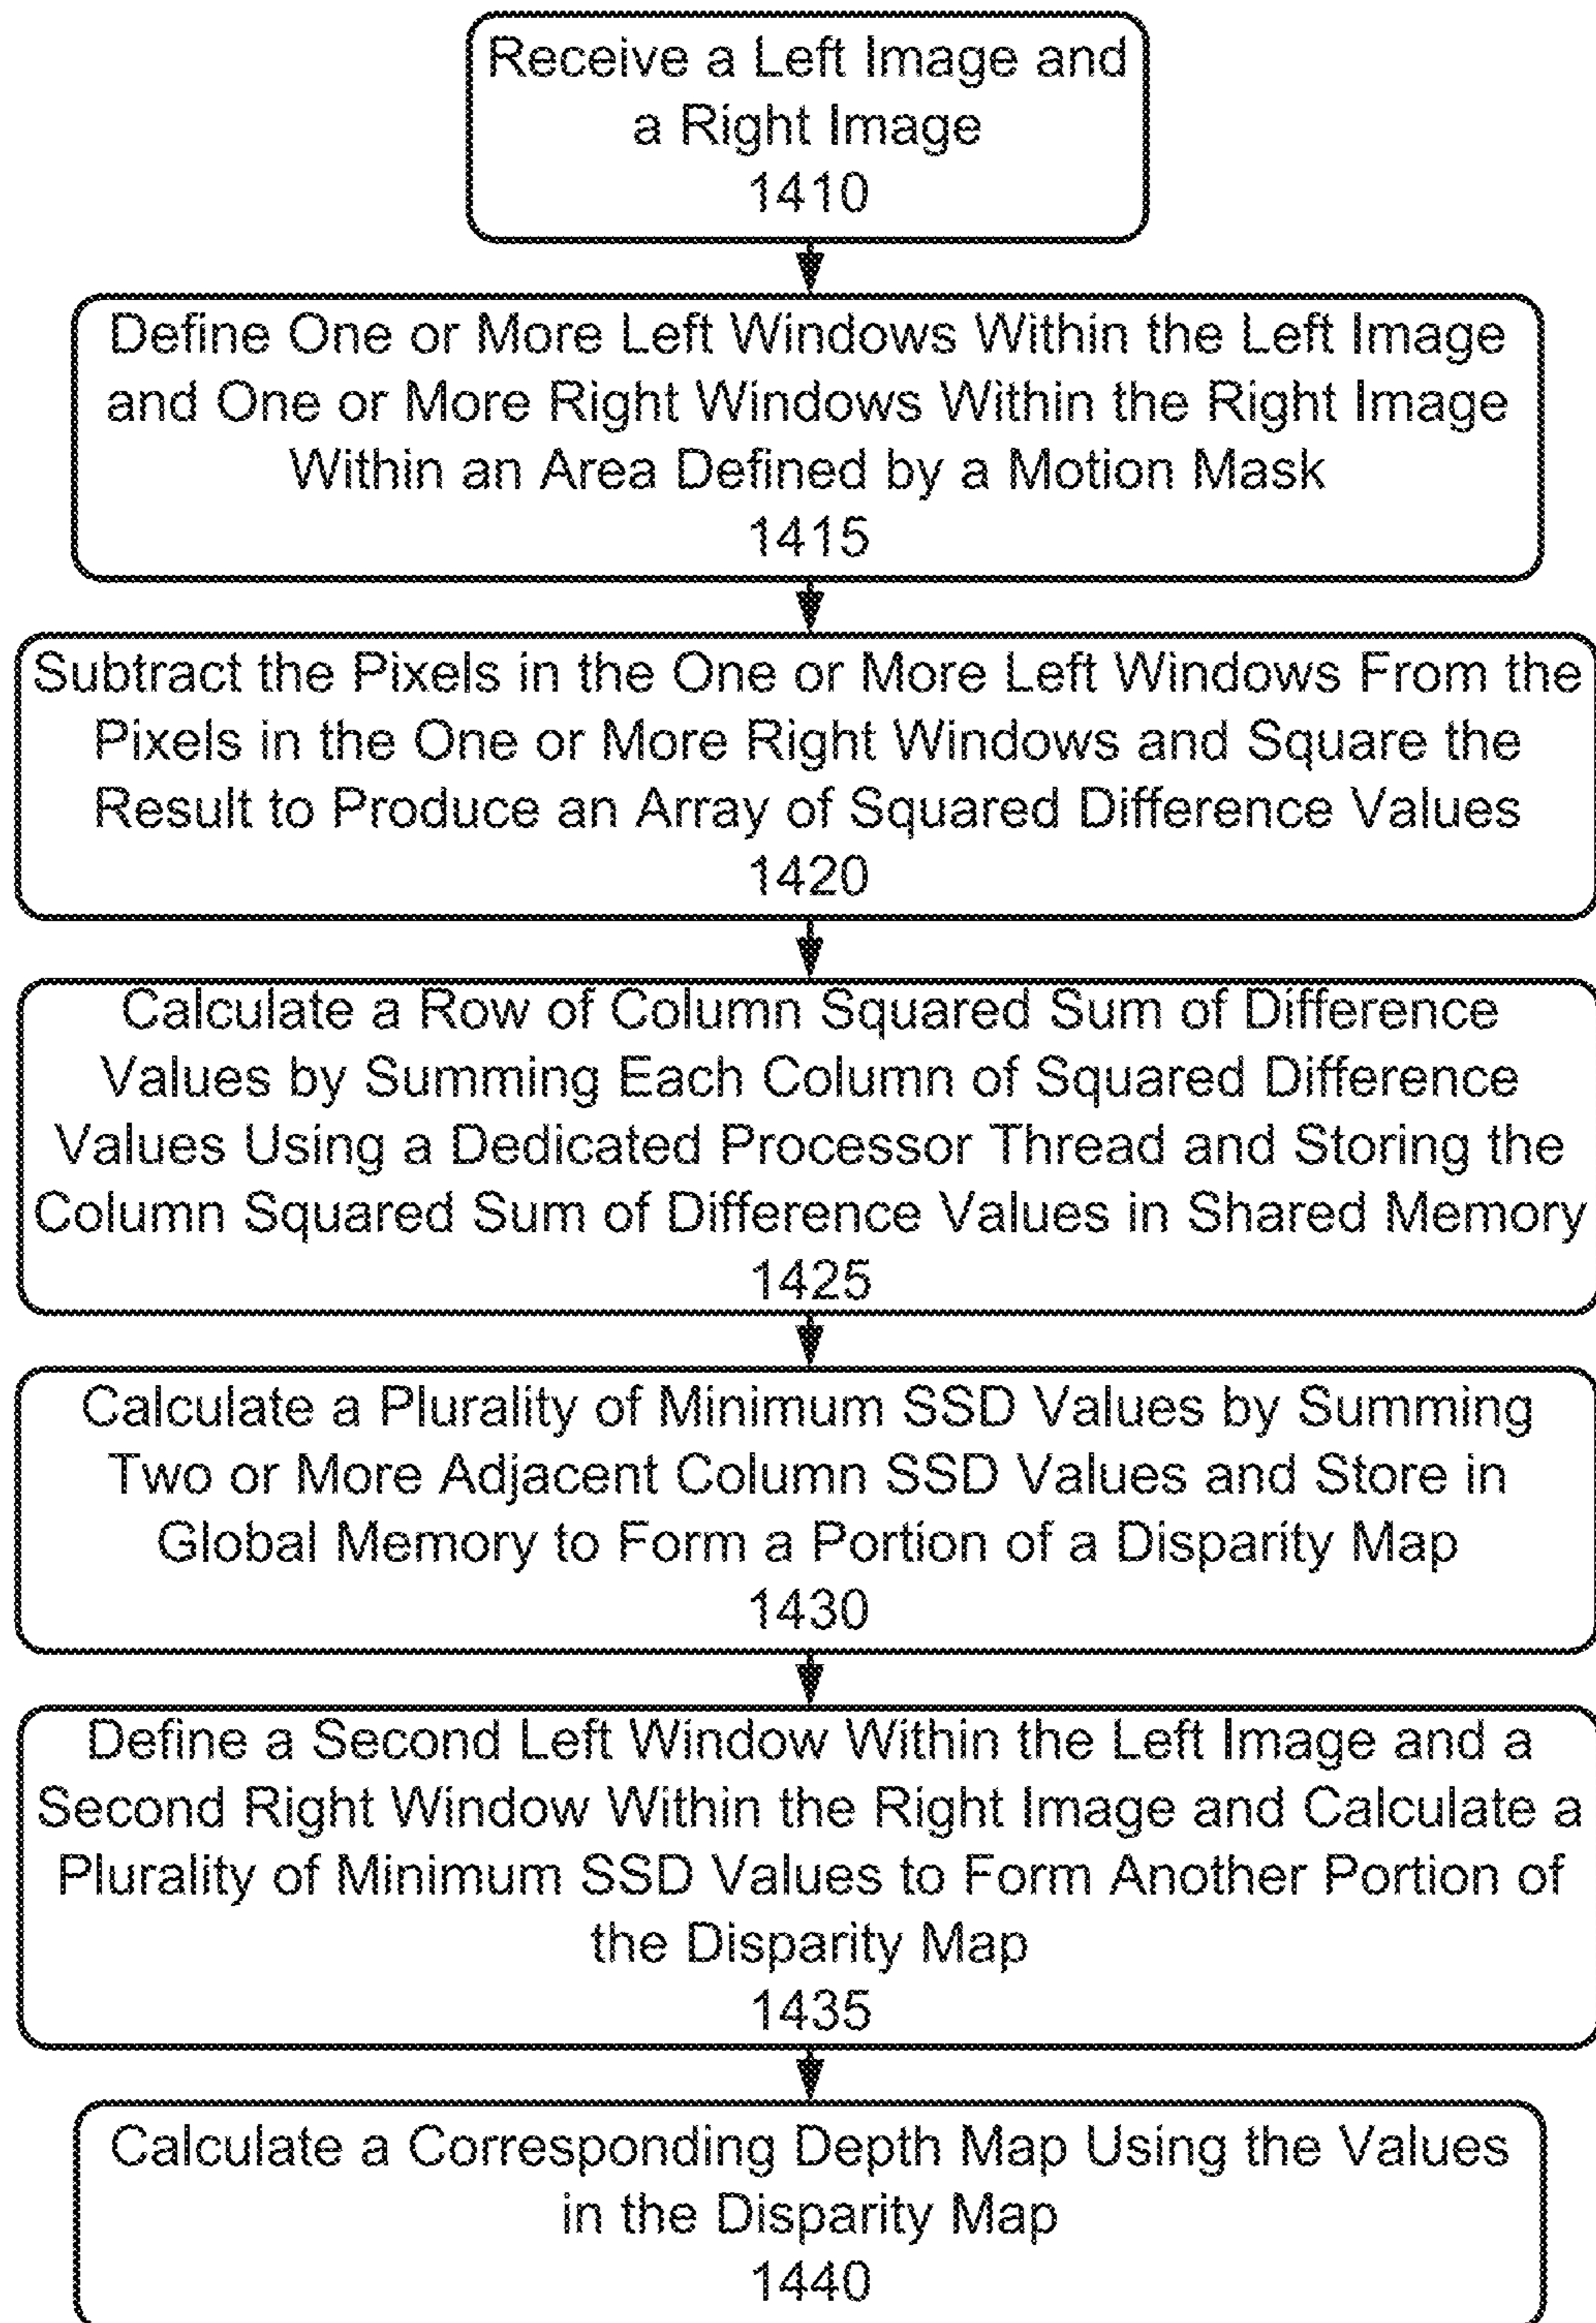 Receive a Left Image and
a Right Image
1410
Define One or More Left Windows Within the Left Image
and One or More Right Windows Within the Right Image
Within an Area Defined by a Motion Mask
1415
Subtract the Pixels in the One or More Left Windows From the
Pixels in the One or More Right Windows and Square the
Result to Produce an Array of Squared Difference Values
1420
Calculate a Row of Column Squared Sum of Difference
Values by Summing Each Column of Squared Difference
Values Using a Dedicated Processor Thread and Storing the
Column Squared Sum of Difference Values in Shared Memory
1425
Calculate a Plurality of Minimum SSD Values by Summing
Two or More Adjacent Column SSD Values and Store in
Global Memory to Form a Portion of a Disparity Map
1430
Define a Second Left Window Within the Left Image and a
Second Right Window Within the Right Image and Calculate a
Plurality of Minimum SSD Values to Form Another Portion of
the Disparity Map
1435
Calculate a Corresponding Depth Map Using the Values
in the Disparity Map
1440